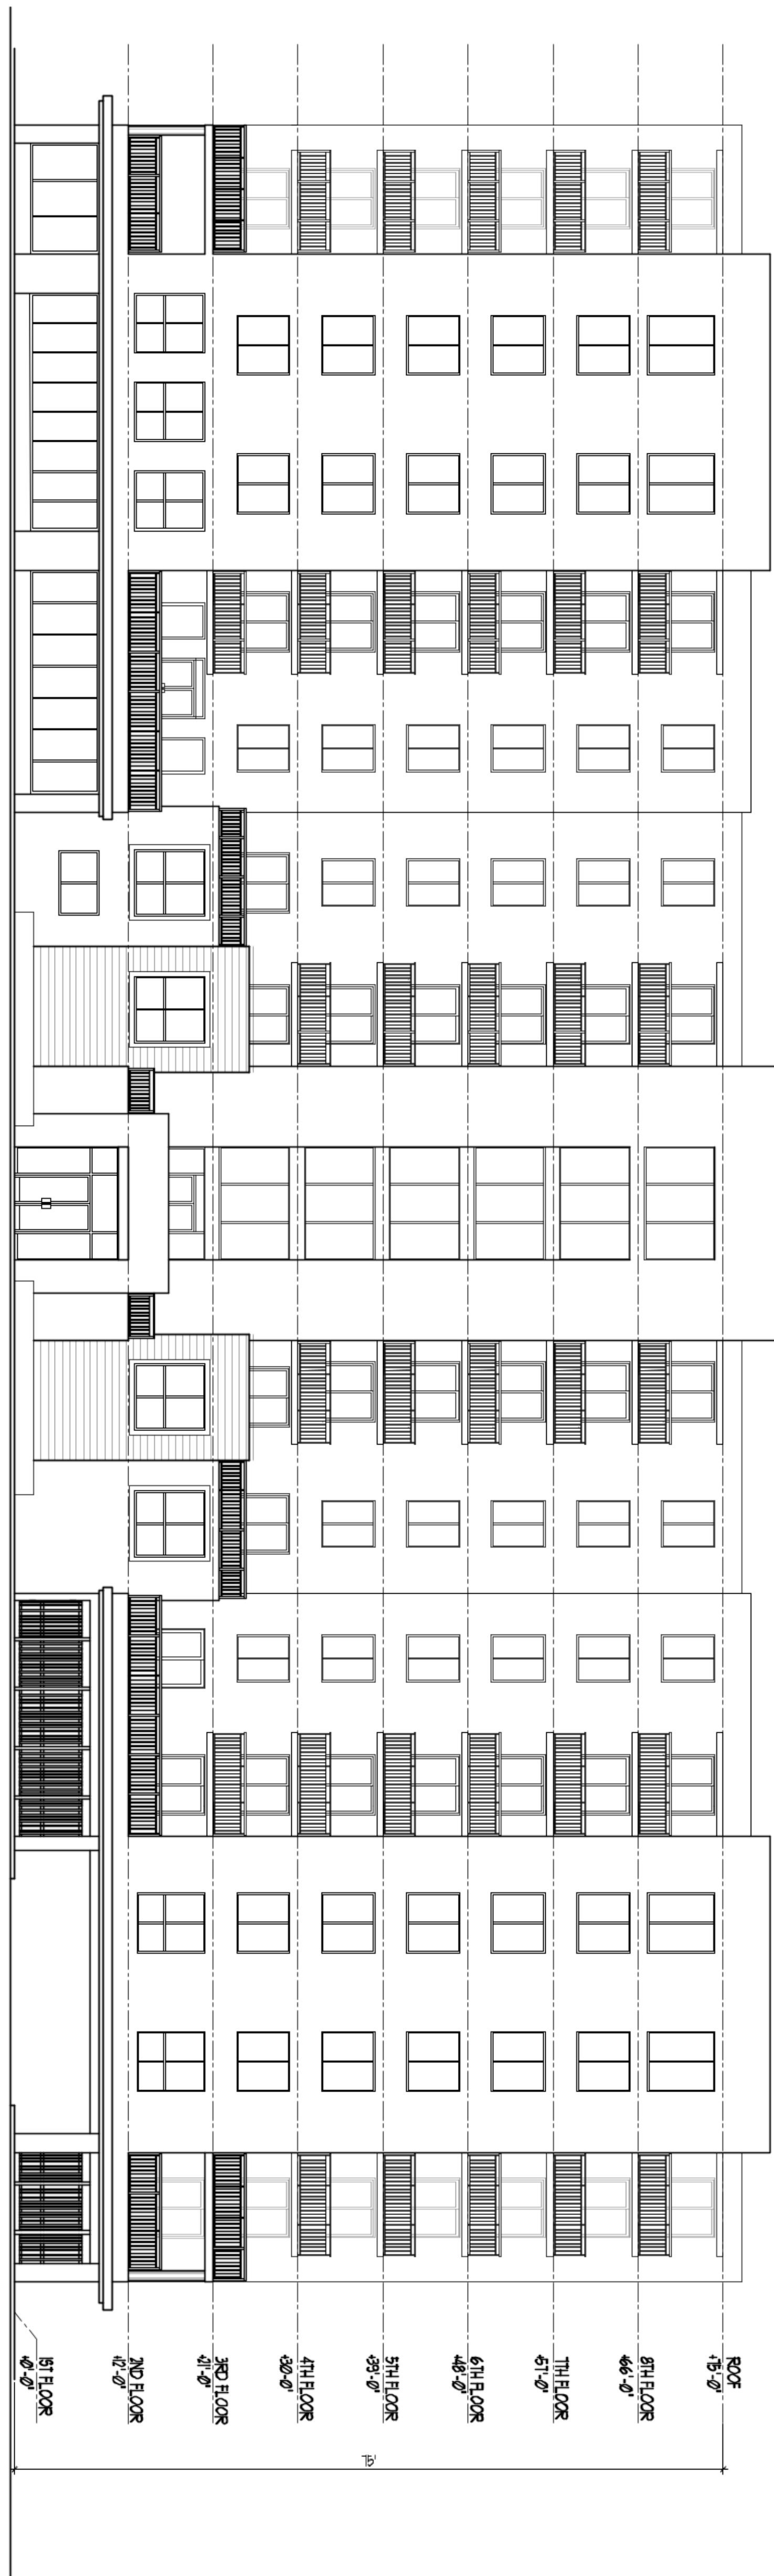 ROOF
+75'-0"
8TH FLOOR
+66'-0"
7TH FLOOR
+57'-0"
6TH FLOOR
+48'-0"
5TH FLOOR
+39'-0"
4TH FLOOR
+30'-0"
3RD FLOOR
+21'-0"
2ND FLOOR
+12'-0"
1ST FLOOR
+0'-0"
75'